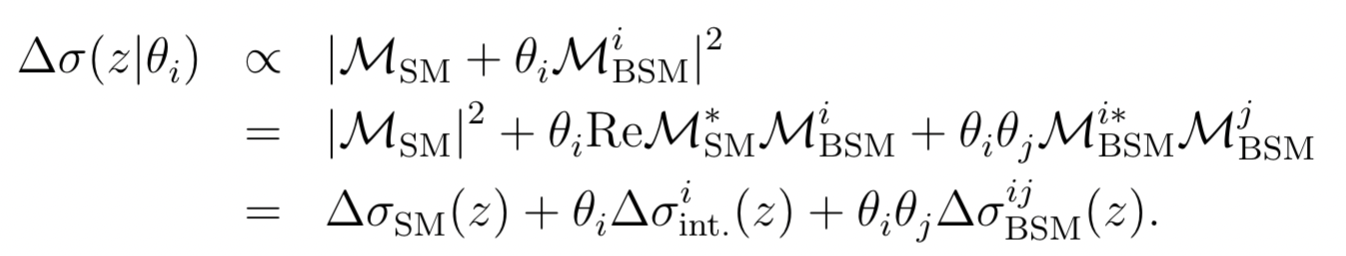 Δσ(z|θ_i) ∝ |ℳ_SM + θ_i ℳ^i_BSM|^2
= |ℳ_SM|^2 + θ_i Reℳ^*_SM ℳ^i_BSM + θ_i θ_j ℳ^{i*}_BSM ℳ^j_BSM
= Δσ_SM(z) + θ_i Δσ^i_int.(z) + θ_i θ_j Δσ^{ij}_BSM(z).